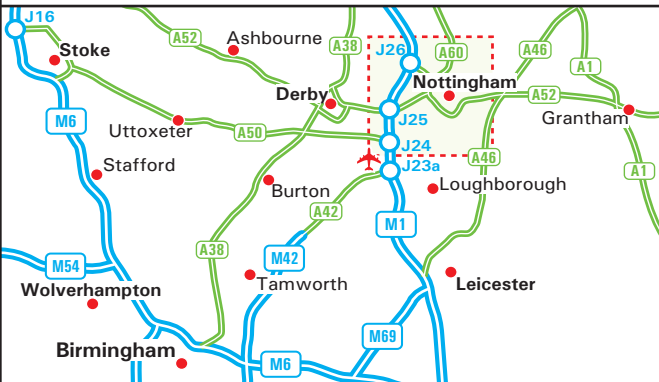 J16
A52
Ashbourne
A38
J26
A60
A46
A1
Stoke
Nottingham
Derby
A52
Grantham
M6
Uttoxeter
A50
J25
J24
A46
Stafford
J23a
A1
Burton
Loughborough
A42
M1
A38
M42
M54
Tamworth
Leicester
Wolverhampton
M69
Birmingham
M6